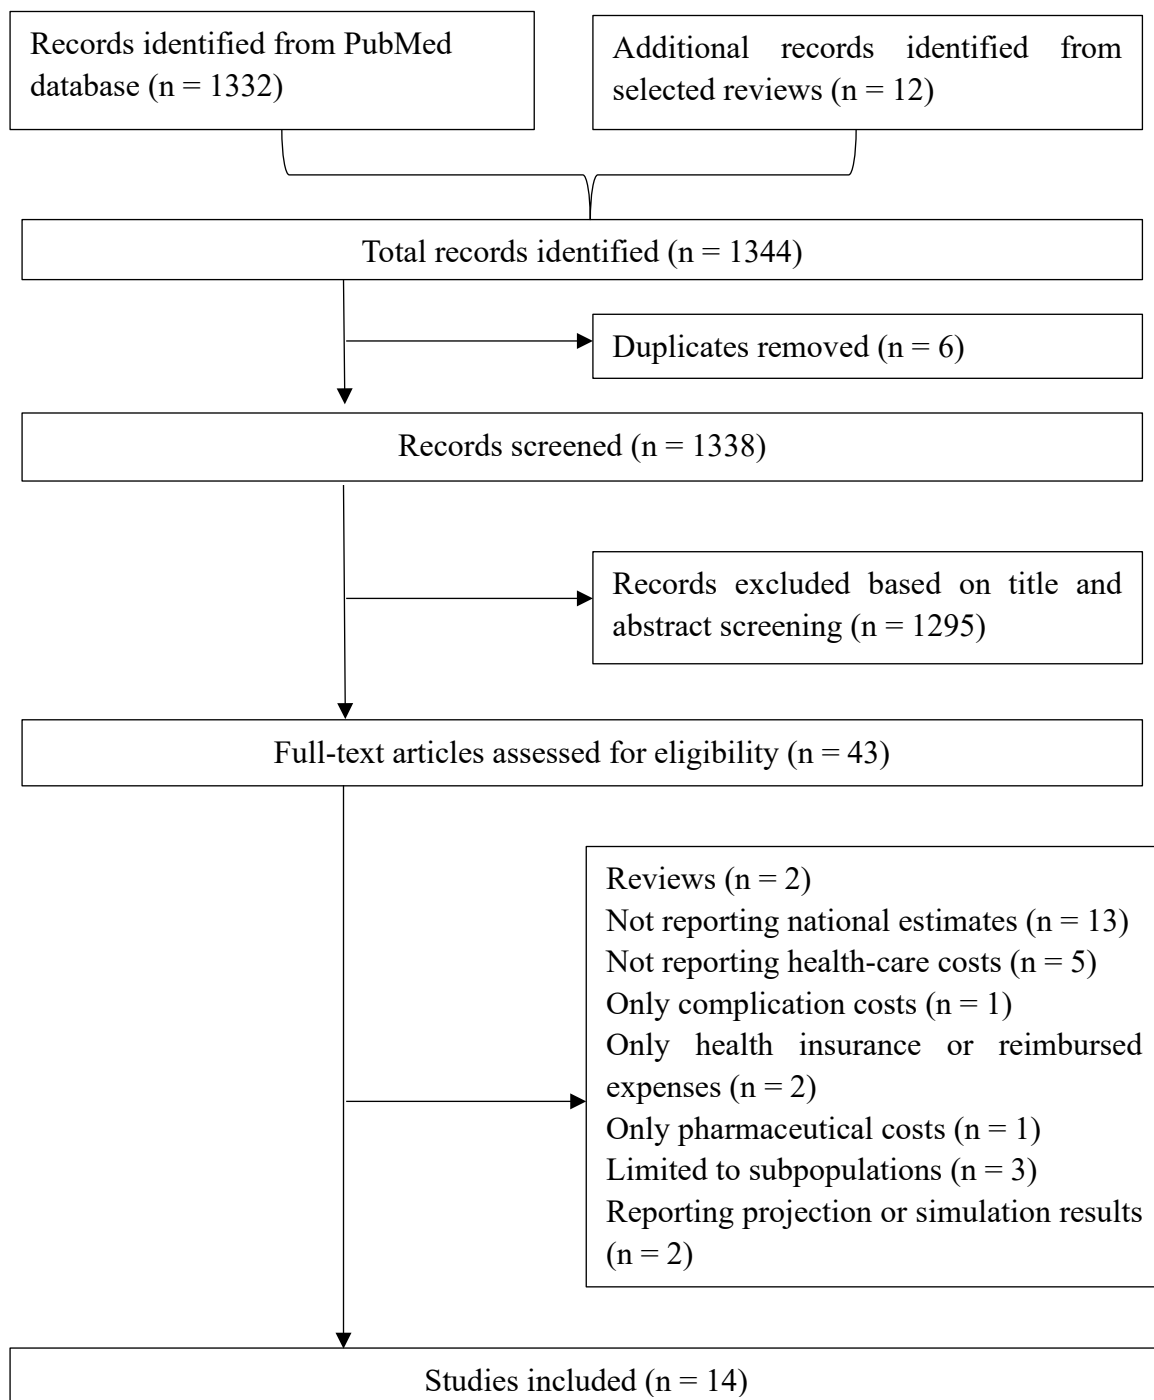 Records identified from PubMed
database (n = 1332)
Additional records identified from
selected reviews (n = 12)
Total records identified (n = 1344)
Duplicates removed (n = 6)
Records screened (n = 1338)
Records excluded based on title and
abstract screening (n = 1295)
Full-text articles assessed for eligibility (n = 43)
Reviews (n = 2)
Not reporting national estimates (n = 13)
Not reporting health-care costs (n = 5)
Only complication costs (n = 1)
Only health insurance or reimbursed
expenses (n = 2)
Only pharmaceutical costs (n = 1)
Limited to subpopulations (n = 3)
Reporting projection or simulation results
(n = 2)
Studies included (n = 14)